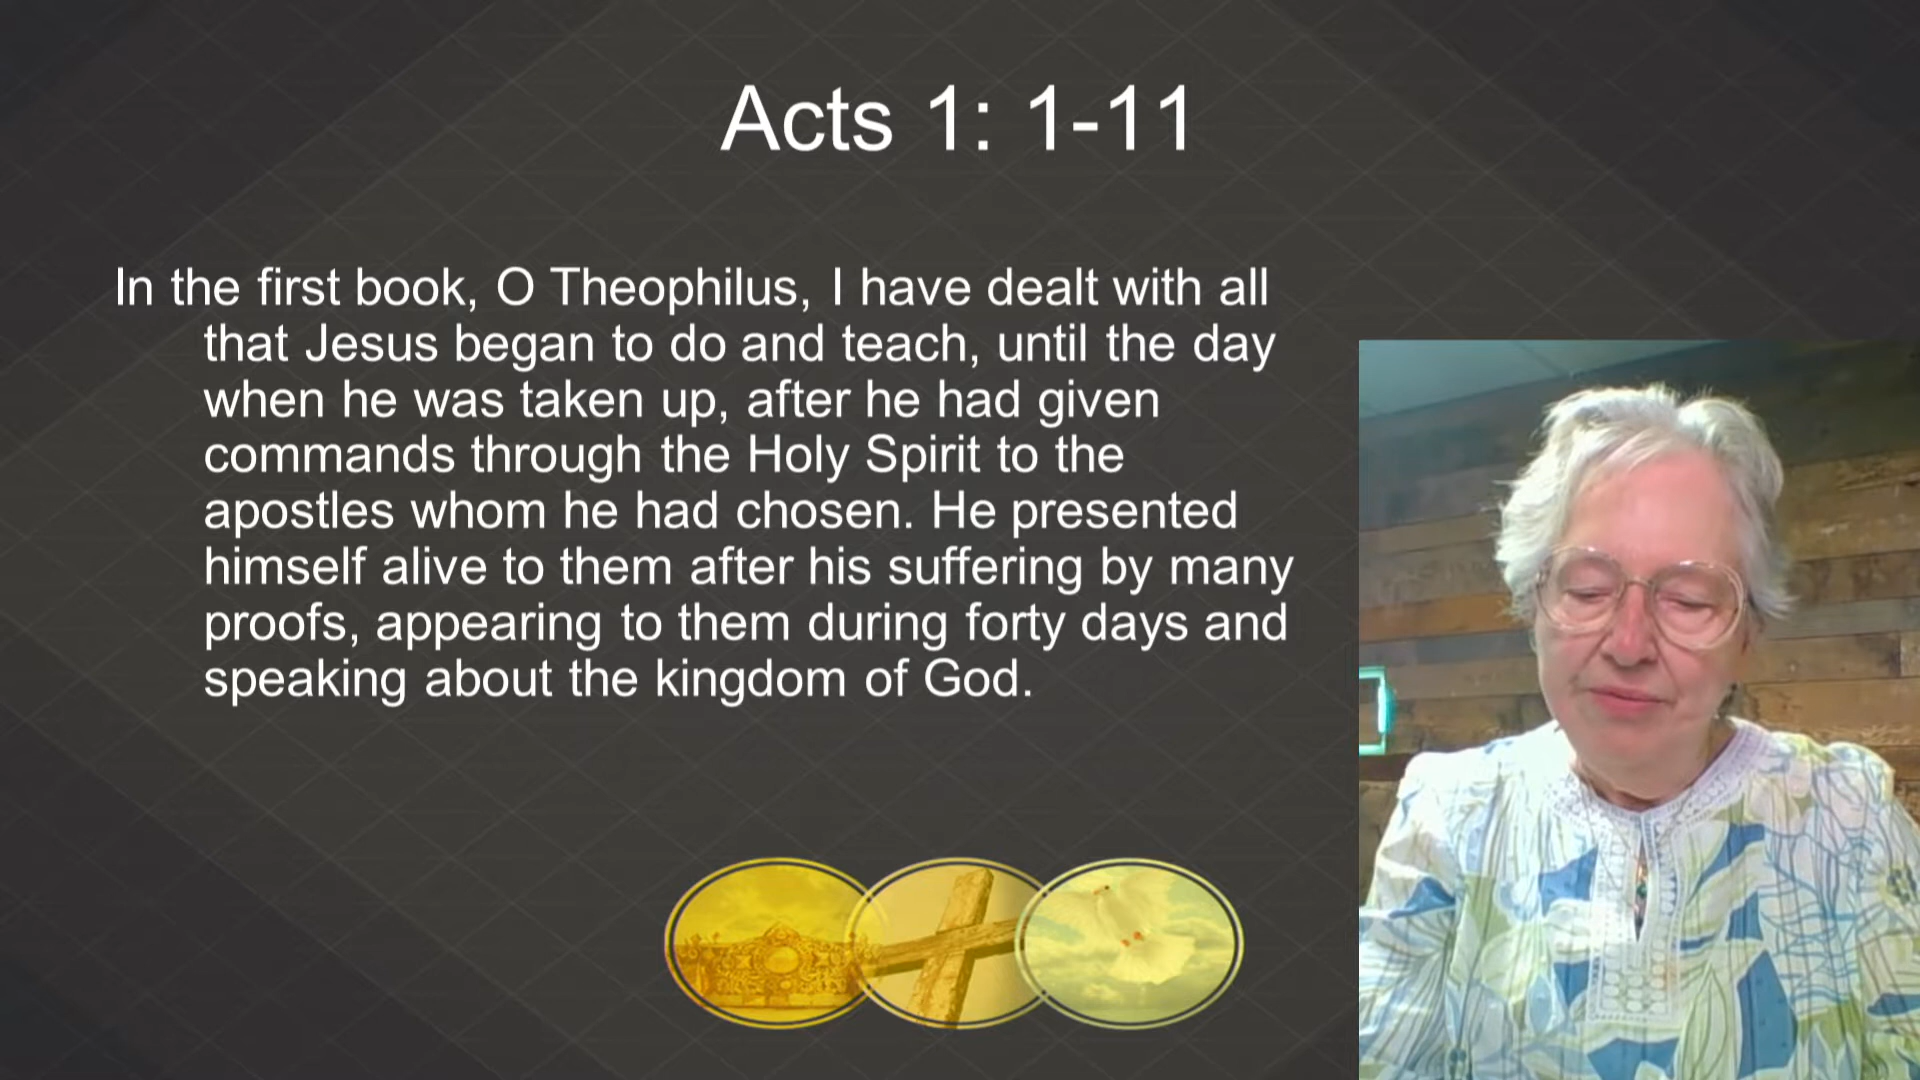 Acts 1: 1-11
In the first book, O Theophilus, I have dealt with all
that Jesus began to do and teach, until the day
when he was taken up, after he had given
commands through the Holy Spirit to the
apostles whom he had chosen. He presented
himself alive to them after his suffering by many
proofs, appearing to them during forty days and
speaking about the kingdom of God.